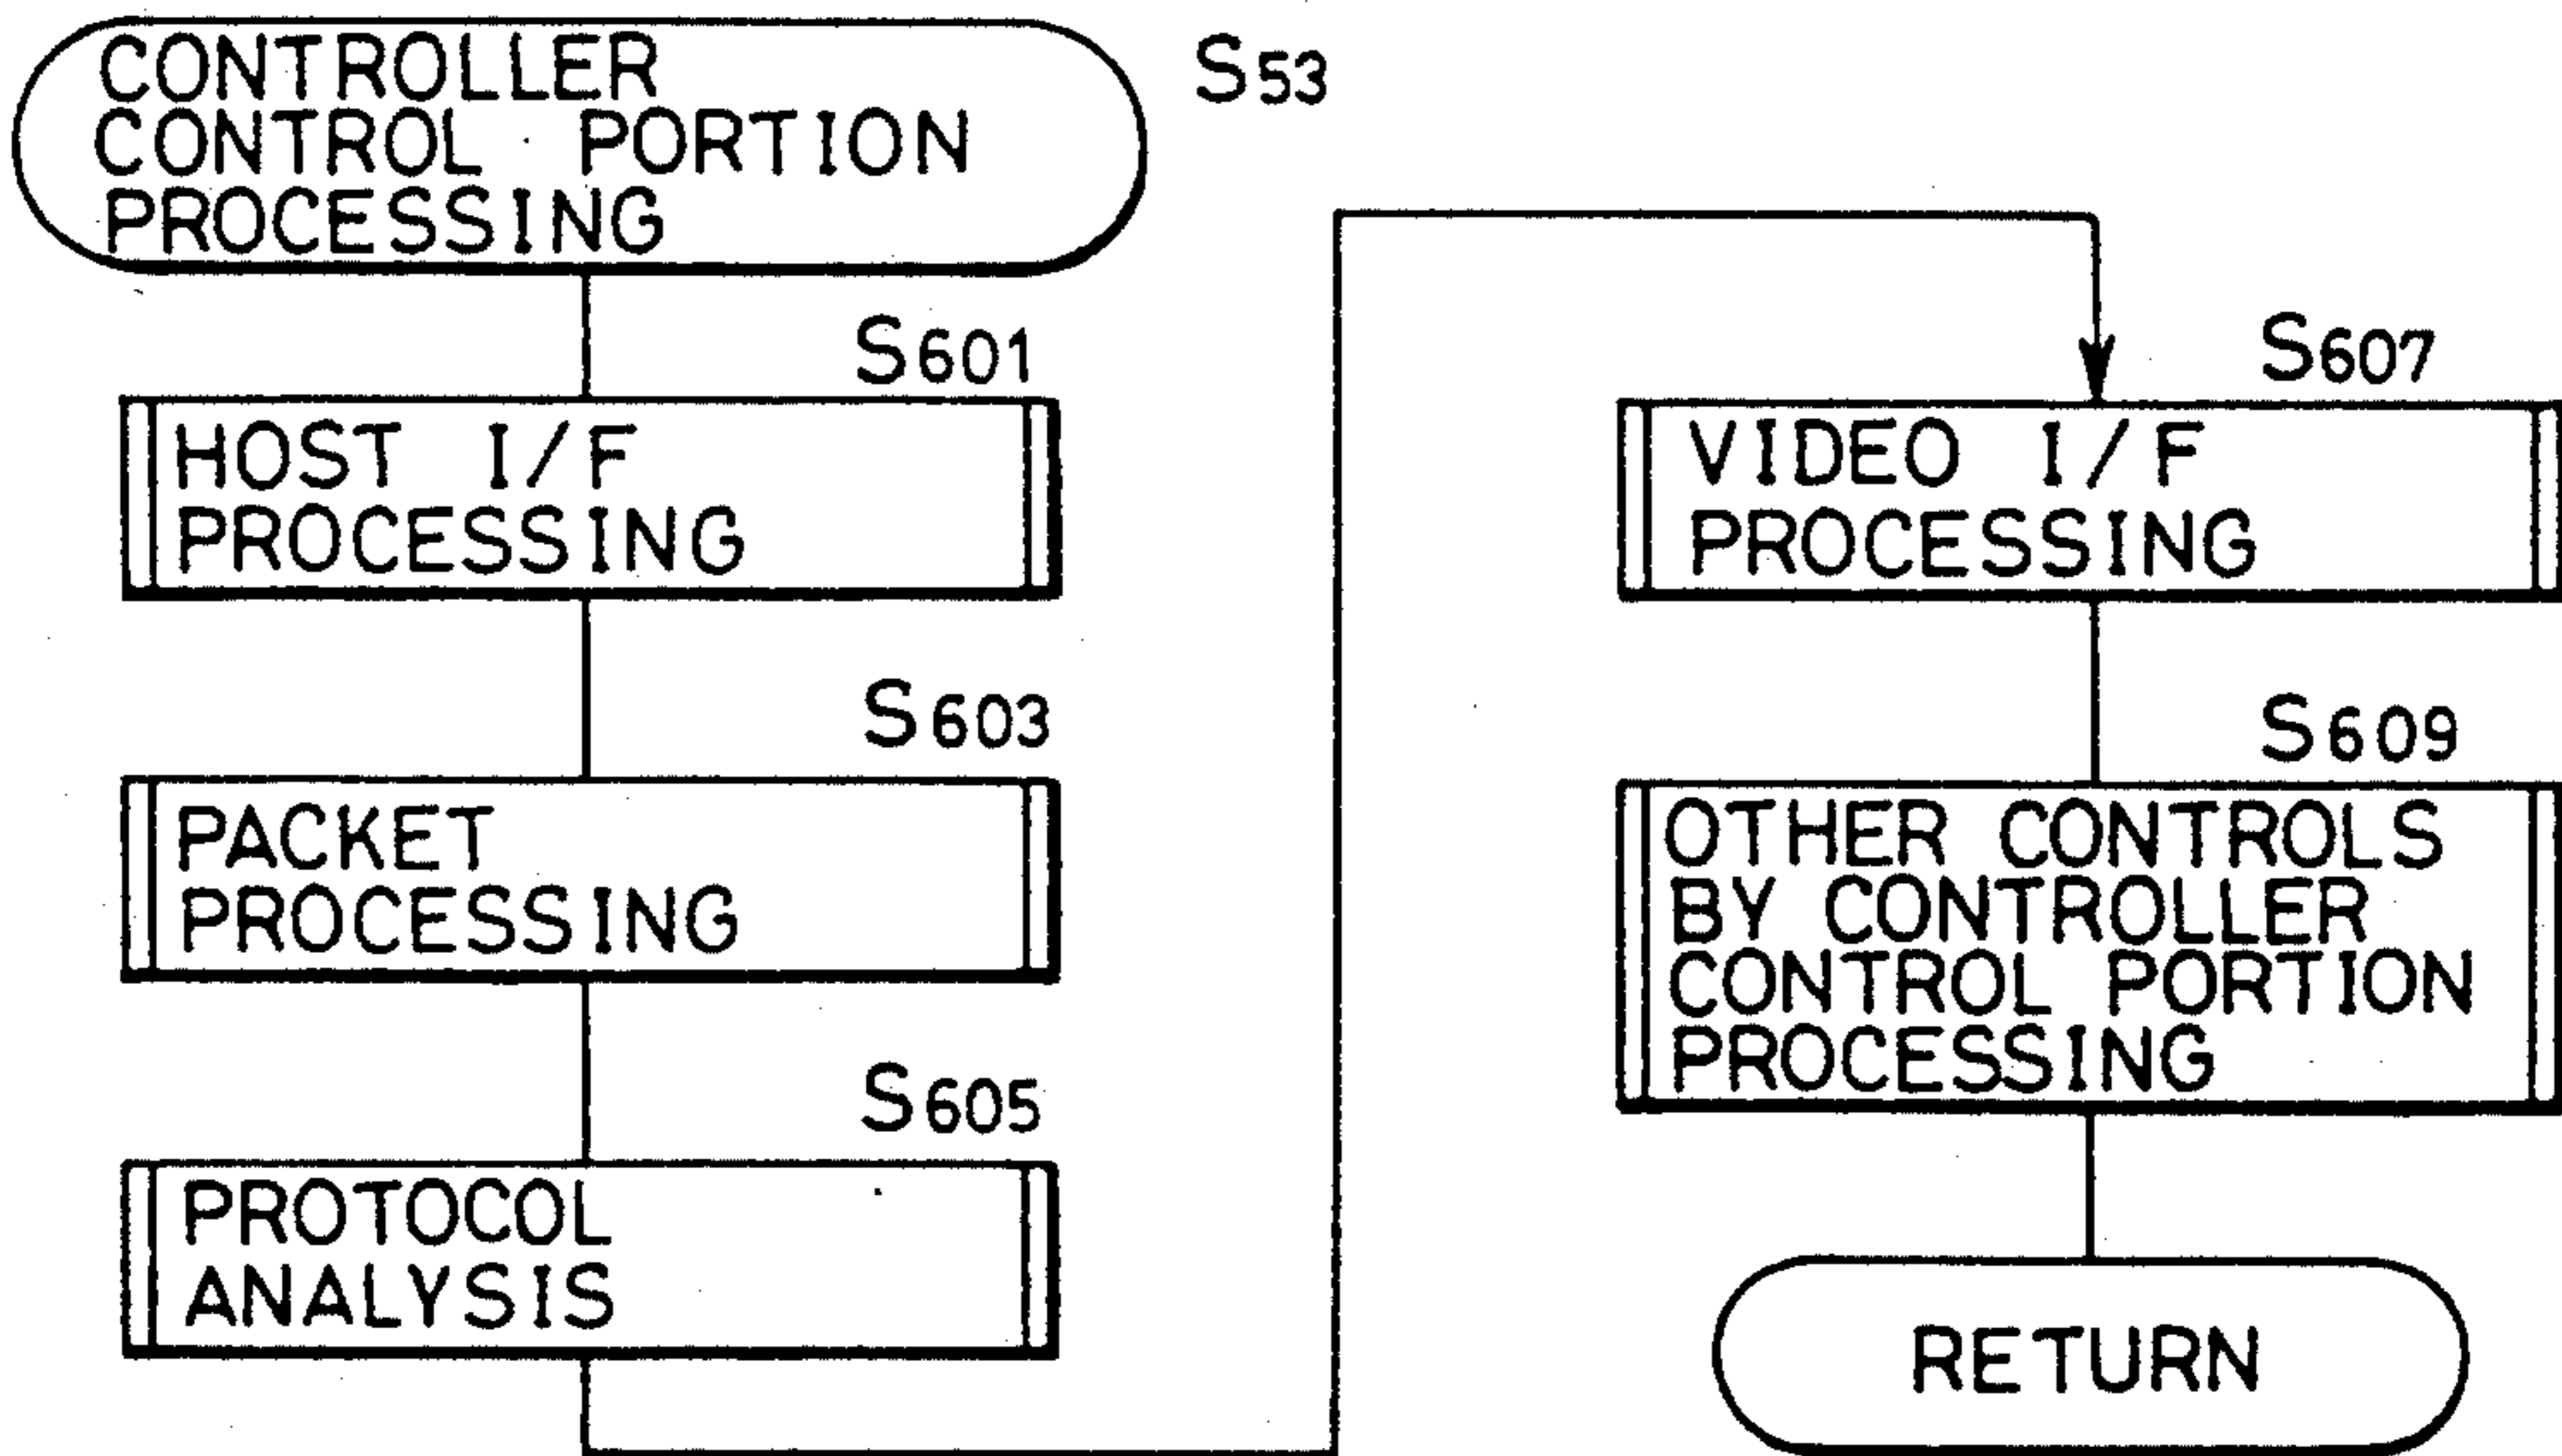 CONTROLLER
CONTROL PORTION
PROCESSING
S53
S601
HOST I/F
PROCESSING
S603
PACKET
PROCESSING
S605
PROTOCOL
ANALYSIS
S607
VIDEO I/F
PROCESSING
S609
OTHER CONTROLS
BY CONTROLLER
CONTROL PORTION
PROCESSING
RETURN